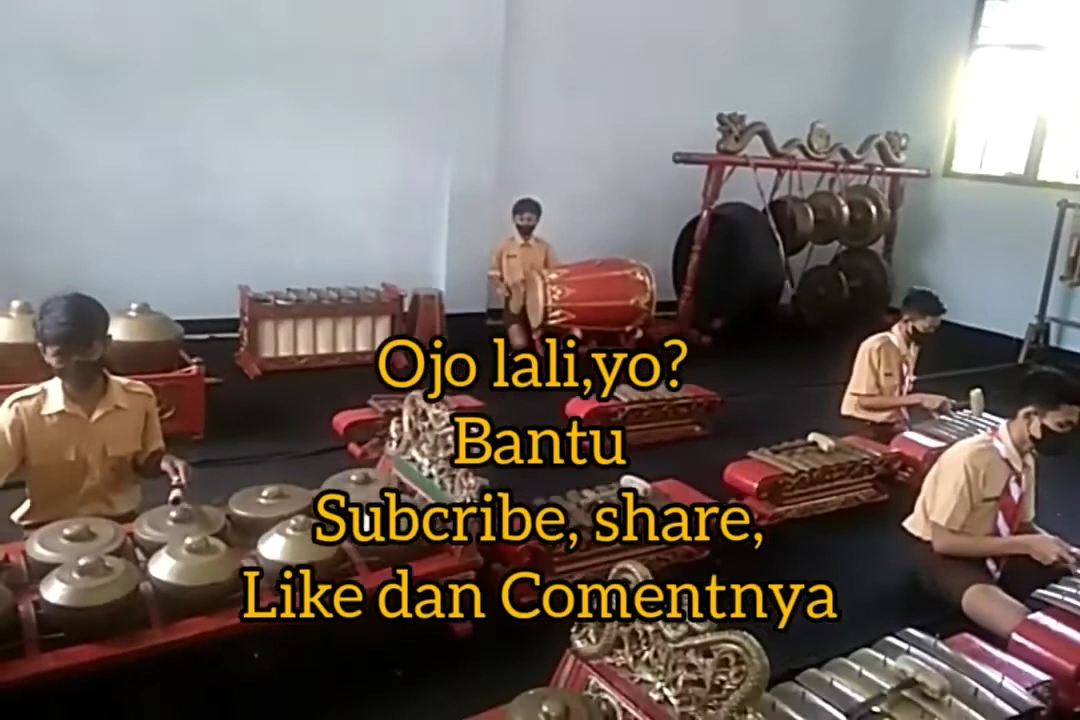 Ojo lali,yo?
Bantu
Subcribe, share,
Like dan Comentnya